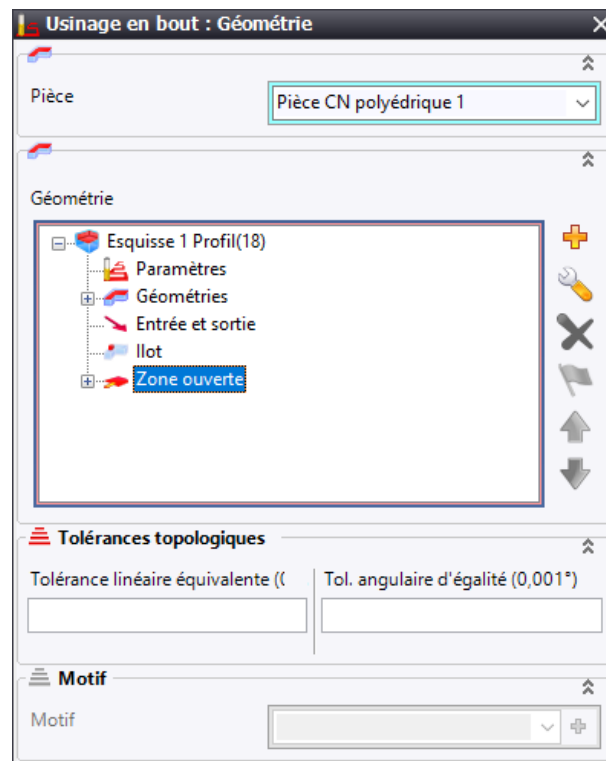 Usinage en bout : Géométrie
Pièce
Pièce CN polyédrique 1
Géométrie
Esquisse 1 Profil(18)
Paramètres
Géométries
Entrée et sortie
Ilot
Zone ouverte
Tolérances topologiques
Tolérance linéaire équivalente ((
Tol. angulaire d'égalité (0,001°)
Motif
Motif